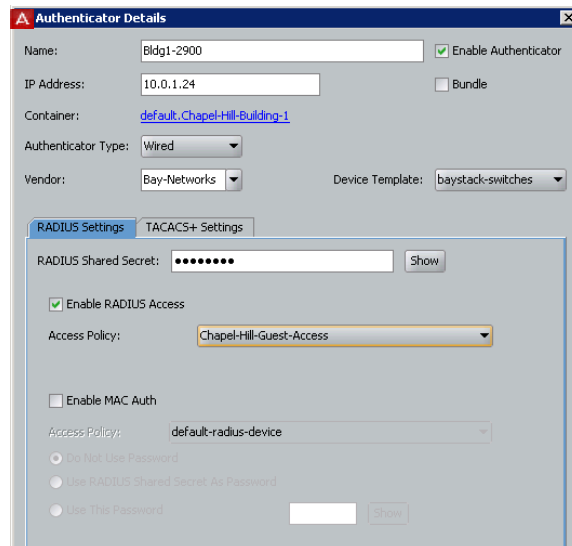 Authenticator Details
Name: Bldg1-2900 Enable Authenticator
IP Address: 10.0.1.24 Bundle
Container: default.Chapel-Hill-Building-1
Authenticator Type: Wired
Vendor: Bay-Networks Device Template: baystack-switches
RADIUS Settings TACACS+ Settings
RADIUS Shared Secret: ●●●●●●●● Show
Enable RADIUS Access
Access Policy: Chapel-Hill-Guest-Access
Enable MAC Auth
Access Policy: default-radius-device
Do Not Use Password
Use RADIUS Shared Secret As Password
Use This Password Show